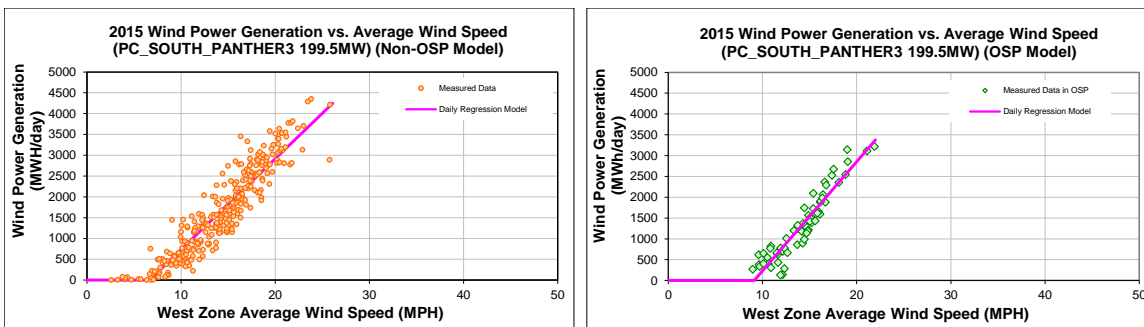 2015 Wind Power Generation vs. Average Wind Speed
(PC_SOUTH_PANTHER3 199.5MW) (Non-OSP Model)
Wind Power Generation
(MWH/day)
5000
4500
4000
3500
3000
2500
2000
1500
1000
500
0
Measured Data
Daily Regression Model
0
10
20
30
40
50
West Zone Average Wind Speed (MPH)
2015 Wind Power Generation vs. Average Wind Speed
(PC_SOUTH_PANTHER3 199.5MW) (OSP Model)
Wind Power Generation
(MWh/day)
5000
4500
4000
3500
3000
2500
2000
1500
1000
500
0
Measured Data in OSP
Daily Regression Model
0
10
20
30
40
50
West Zone Average Wind Speed (MPH)